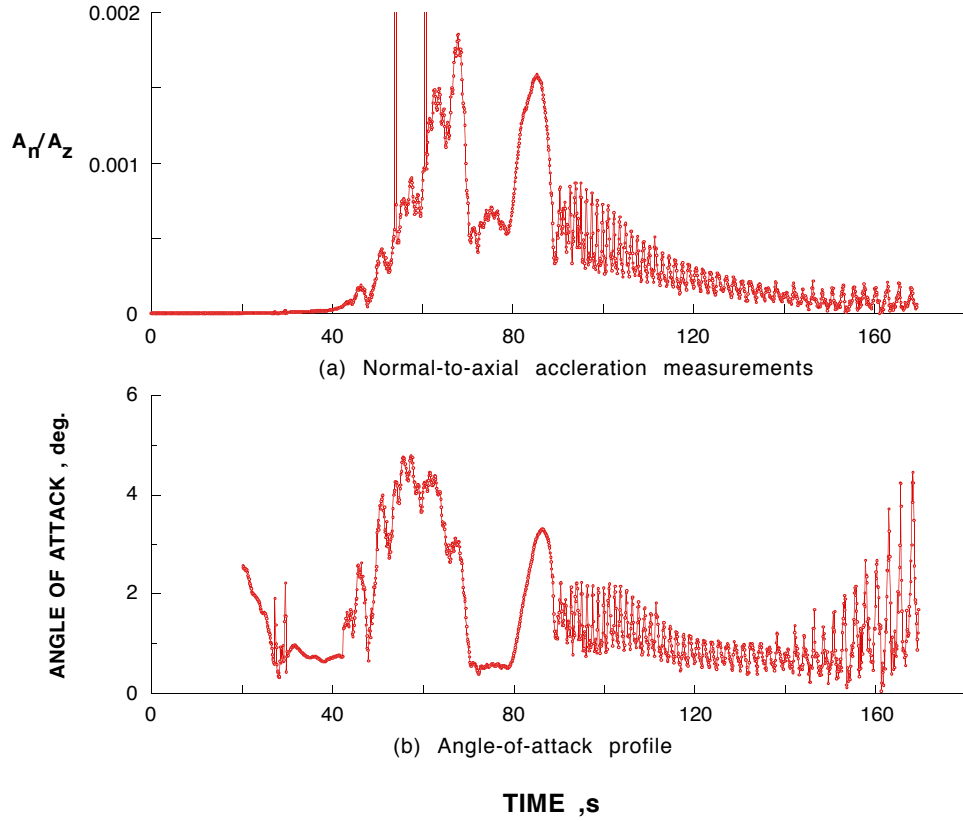 0.002
0.001
0
An/Az
0 40 80 120 160
(a) Normal-to-axial accleration measurements
6
4
2
0
ANGLE OF ATTACK , deg.
0 40 80 120 160
(b) Angle-of-attack profile
TIME ,s